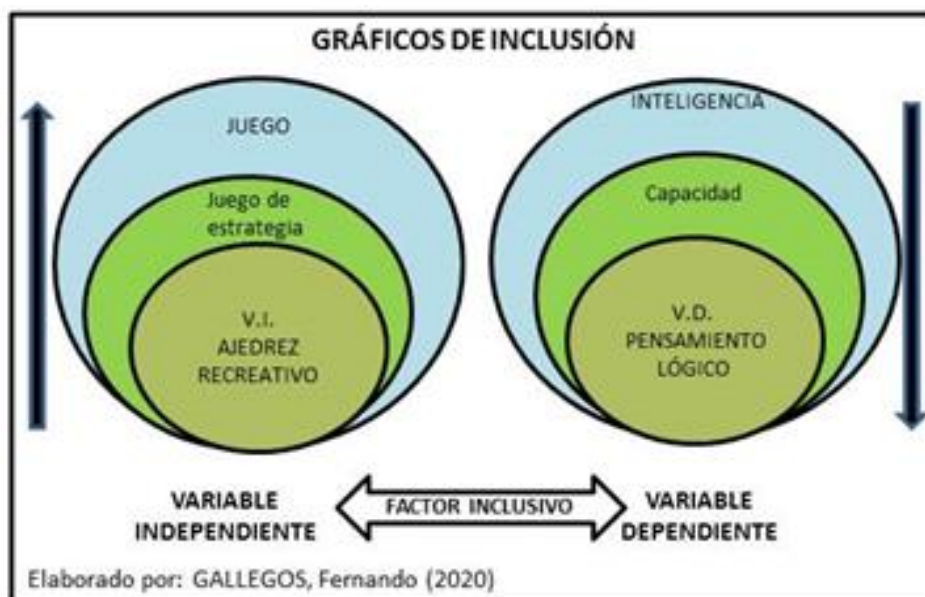 GRÁFICOS DE INCLUSIÓN
JUEGO
Juego de
estrategia
V.I.
AJEDREZ
RECREATIVO
INTELIGENCIA
Capacidad
V.D.
PENSAMIENTO
LÓGICO
VARIABLE
INDEPENDIENTE
FACTOR INCLUSIVO
VARIABLE
DEPENDIENTE
Elaborado por: GALLEGOS, Fernando (2020)